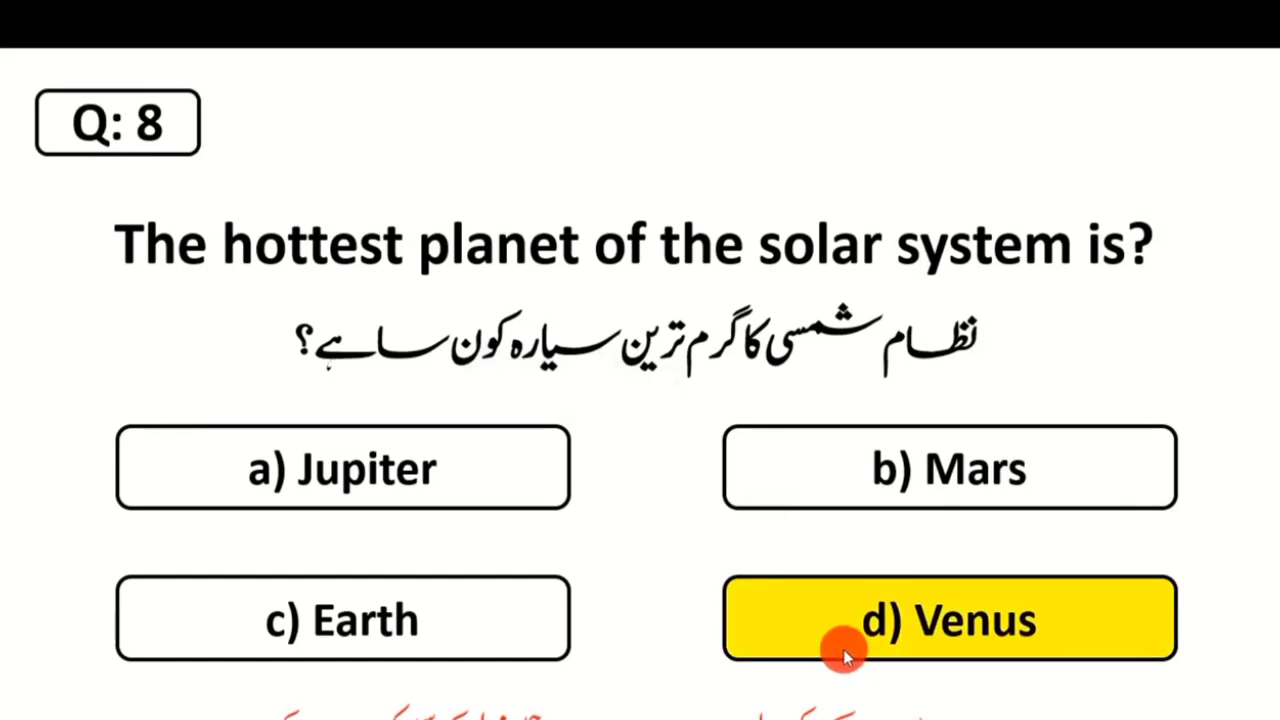 Q: 8
The hottest planet of the solar system is?
نظام شمسی کا گرم ترین سیارہ کون سا ہے؟
a) Jupiter
b) Mars
c) Earth
d) Venus